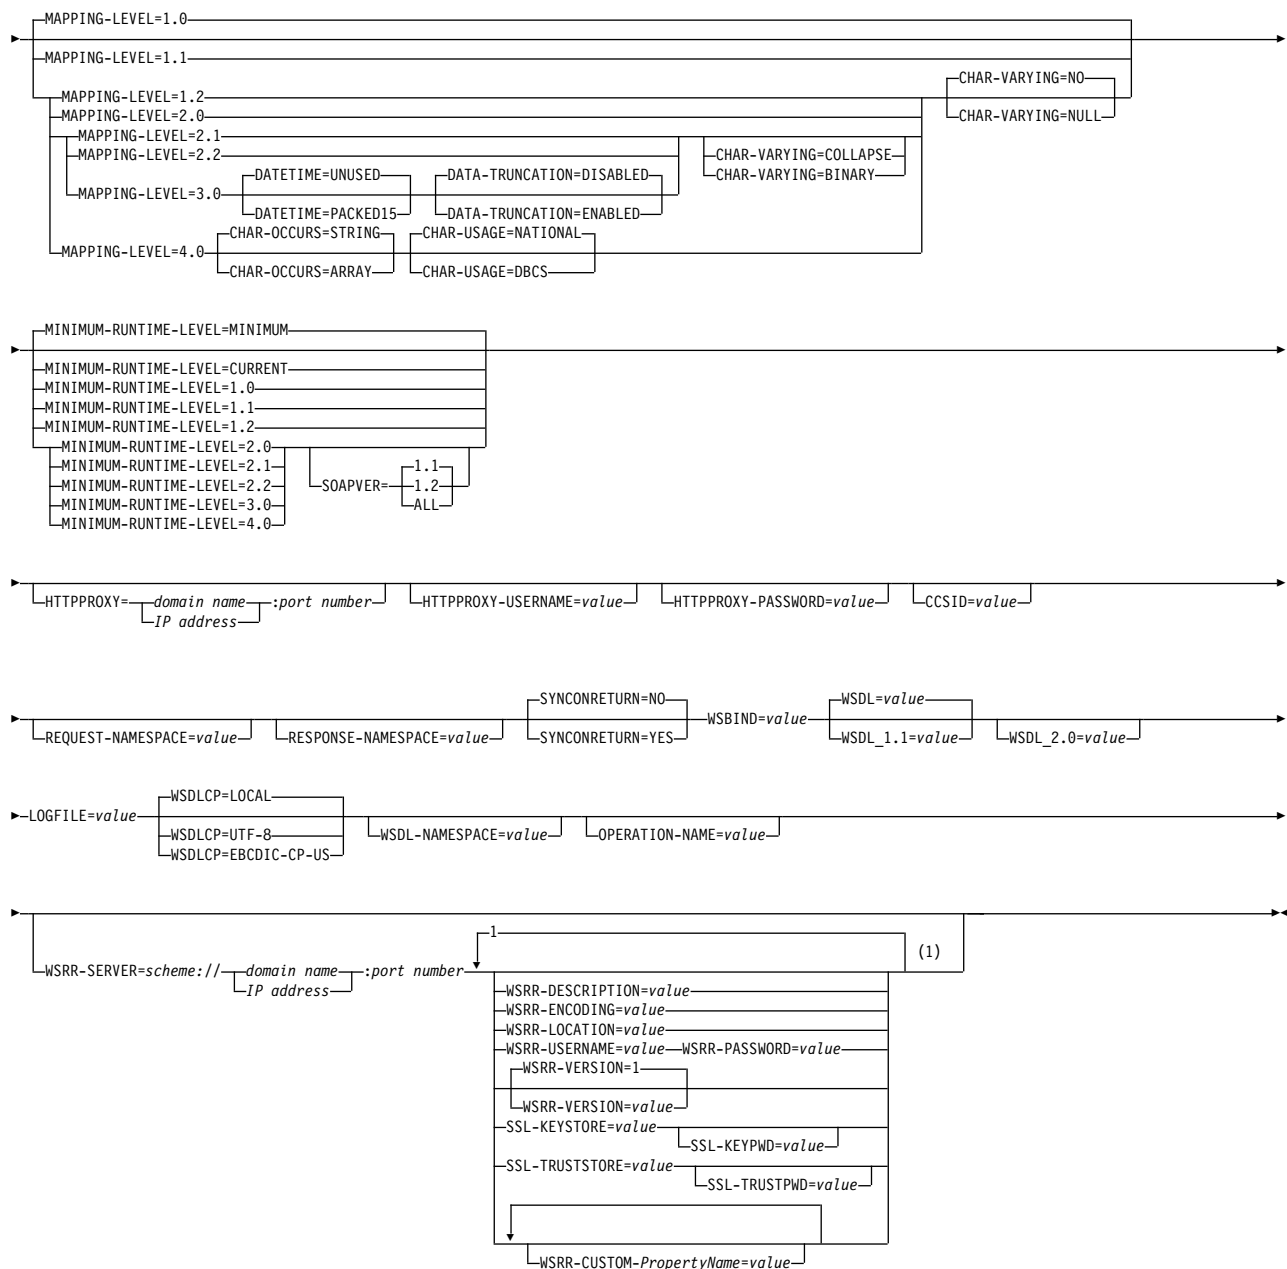 MAPPING-LEVEL=1.0
MAPPING-LEVEL=1.1
MAPPING-LEVEL=1.2 CHAR-VARYING=NO
MAPPING-LEVEL=2.0 CHAR-VARYING=NULL
MAPPING-LEVEL=2.1
MAPPING-LEVEL=2.2 CHAR-VARYING=COLLAPSE
CHAR-VARYING=BINARY
DATETIME=UNUSED DATA-TRUNCATION=DISABLED
MAPPING-LEVEL=3.0
DATETIME=PACKED15 DATA-TRUNCATION=ENABLED
CHAR-OCCURS=STRING CHAR-USAGE=NATIONAL
MAPPING-LEVEL=4.0
CHAR-OCCURS=ARRAY CHAR-USAGE=DBCS
MINIMUM-RUNTIME-LEVEL=MINIMUM
MINIMUM-RUNTIME-LEVEL=CURRENT
MINIMUM-RUNTIME-LEVEL=1.0
MINIMUM-RUNTIME-LEVEL=1.1
MINIMUM-RUNTIME-LEVEL=1.2
MINIMUM-RUNTIME-LEVEL=2.0
MINIMUM-RUNTIME-LEVEL=2.1 1.1
MINIMUM-RUNTIME-LEVEL=2.2 SOAPVER= 1.2
MINIMUM-RUNTIME-LEVEL=3.0 ALL
MINIMUM-RUNTIME-LEVEL=4.0
HTTPPROXY= domain name :port number HTTPPROXY-USERNAME=value HTTPPROXY-PASSWORD=value CCSID=value
IP address
SYNCONRETURN=NO WSDL=value
WSBIND=value
REQUEST-NAMESPACE=value RESPONSE-NAMESPACE=value SYNCONRETURN=YES WSDL_1.1=value WSDL_2.0=value
WSDLCP=LOCAL
LOGFILE=value
WSDLCP=UTF-8 WSDL-NAMESPACE=value OPERATION-NAME=value
WSDLCP=EBCDIC-CP-US
1
(1)
WSRR-SERVER=scheme:// domain name :port number
IP address
WSRR-DESCRIPTION=value
WSRR-ENCODING=value
WSRR-LOCATION=value
WSRR-USERNAME=value WSRR-PASSWORD=value
WSRR-VERSION=1
WSRR-VERSION=value
SSL-KEYSTORE=value
SSL-KEYPWD=value
SSL-TRUSTSTORE=value
SSL-TRUSTPWD=value
WSRR-CUSTOM-PropertyName=value